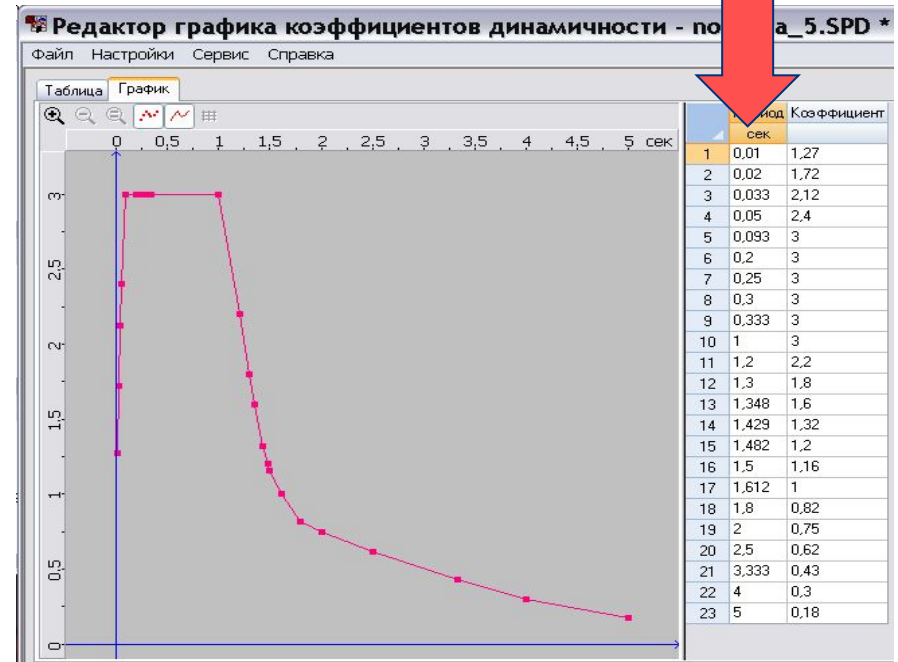 Редактор графика коэффициентов динамичности - no a_5.SPD *
Файл Настройки Сервис Справка
Таблица График
0 0,5 1 1,5 2 2,5 3 3,5 4 4,5 5 сек
3
2,5
2
1,5
1
0,5
0
Коэффициент
сек
1 0,01 1,27
2 0,02 1,72
3 0,033 2,12
4 0,05 2,4
5 0,093 3
6 0,2 3
7 0,25 3
8 0,3 3
9 0,333 3
10 1 3
11 1,2 2,2
12 1,3 1,8
13 1,348 1,6
14 1,429 1,32
15 1,482 1,2
16 1,5 1,16
17 1,612 1
18 1,8 0,82
19 2 0,75
20 2,5 0,62
21 3,333 0,43
22 4 0,3
23 5 0,18